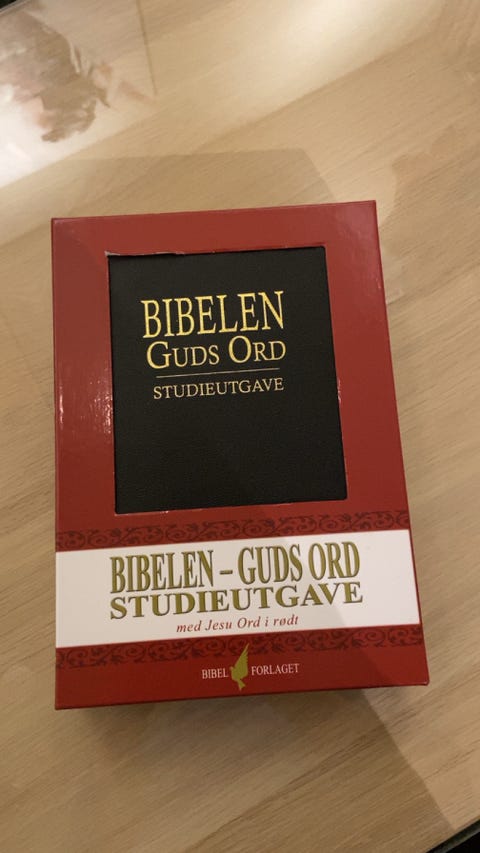 BIBELEN
GUDS ORD
STUDIEUTGAVE
BIBELEN – GUDS ORD
STUDIEUTGAVE
med Jesu Ord i rødt
BIBEL FORLAGET